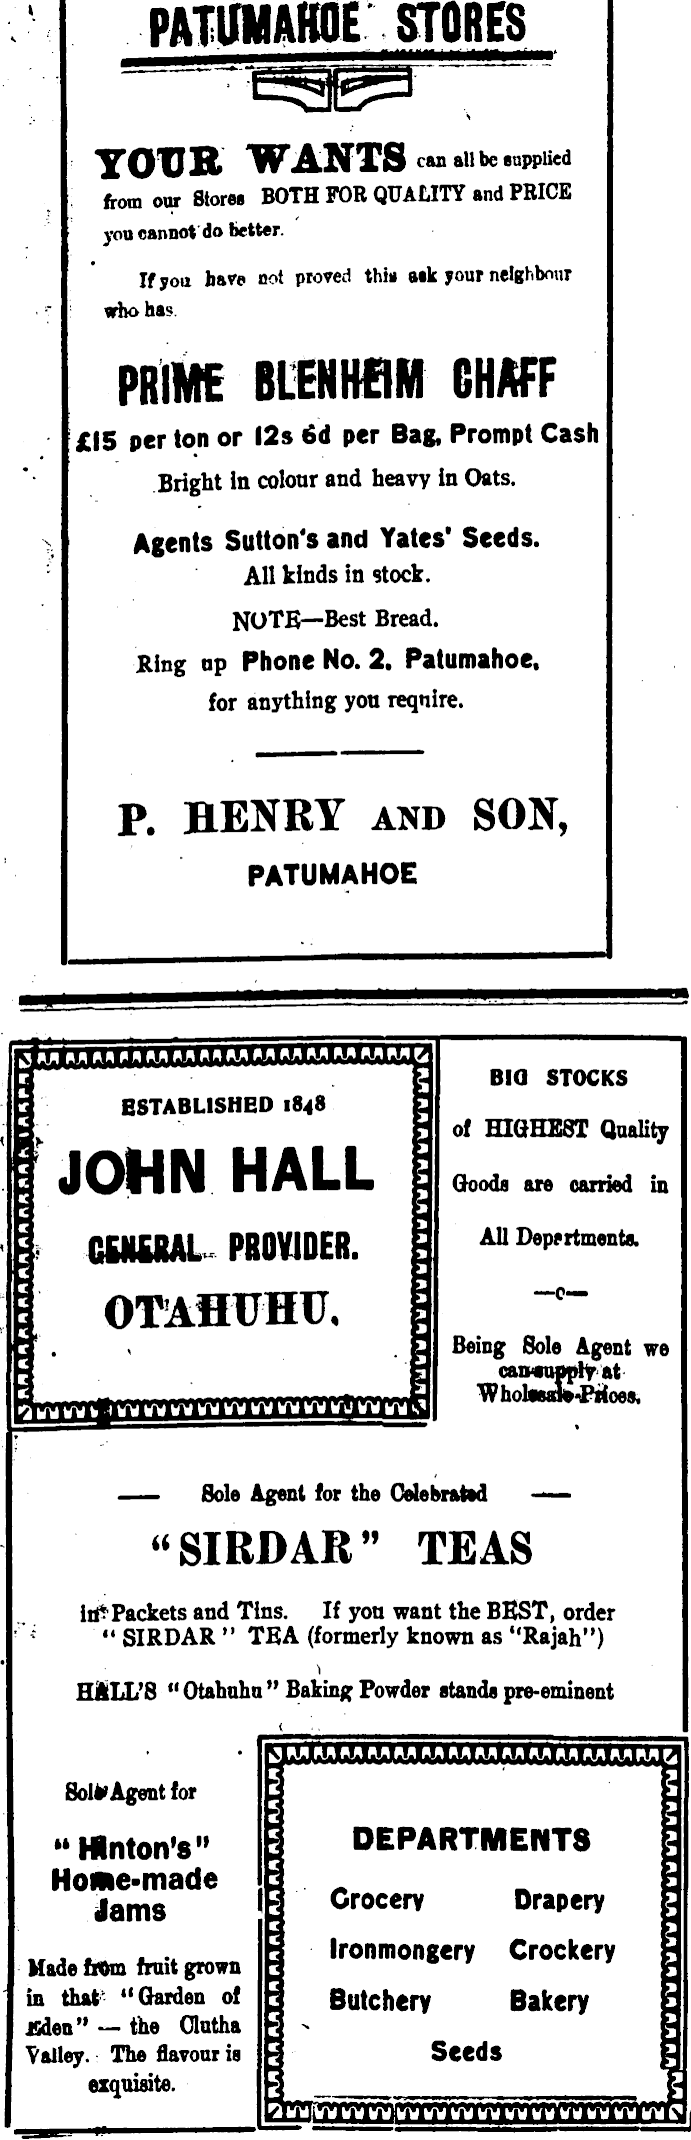 PATUMAHOE STORES
YOUR WANTS can all be supplied
from our Stores BOTH FOR QUALITY and PRICE
you cannot do better.
If you have not proved this ask your neighbour
who has.
PRIME BLENHEIM CHAFF
£15 per ton or 12s 6d per Bag, Prompt Cash
Bright in colour and heavy in Oats.
Agents Sutton's and Yates' Seeds.
All kinds in stock.
NOTE—Best Bread.
Ring up Phone No. 2, Patumahoe,
for anything you require.
P. HENRY AND SON,
PATUMAHOE
ESTABLISHED 1848
JOHN HALL
GENERAL PROVIDER.
OTAHUHU.
BIG STOCKS
of HIGHEST Quality
Goods are carried in
All Departments.
—o—
Being Sole Agent we
can supply at
Wholesale Prices.
— Sole Agent for the Celebrated —
"SIRDAR" TEAS
in Packets and Tins. If you want the BEST, order
"SIRDAR" TEA (formerly known as "Rajah")
HALL'S "Otahuhu" Baking Powder stands pre-eminent
Sole Agent for
"Hinton's"
Home-made
Jams
Made from fruit grown
in that "Garden of
Eden" — the Clutha
Valley. The flavour is
exquisite.
DEPARTMENTS
Grocery Drapery
Ironmongery Crockery
Butchery Bakery
Seeds